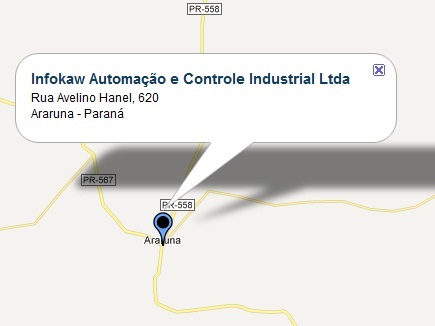 PR-558
Infokaw Automação e Controle Industrial Ltda
Rua Avelino Hanel, 620
Araruna - Paraná
PR-567
PR-558
Araruna